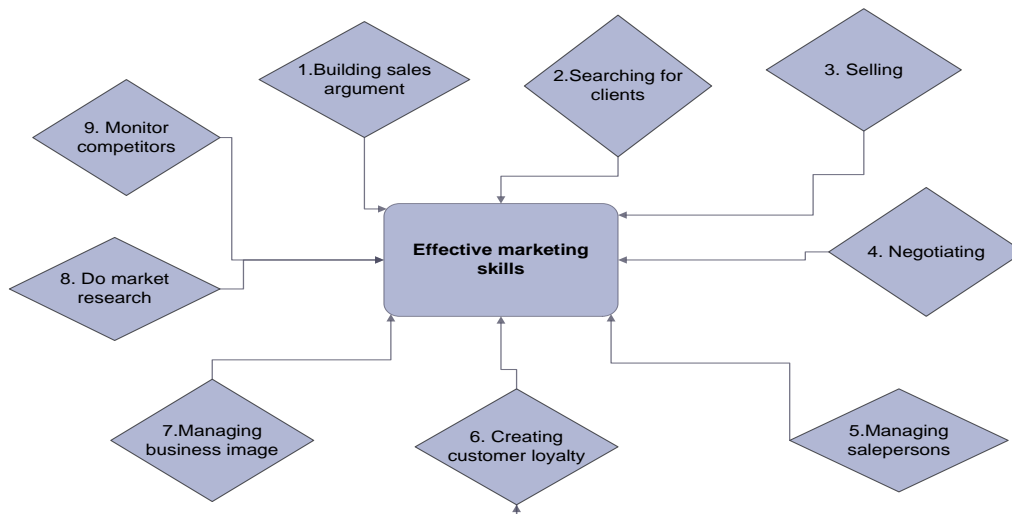 1.Building sales
argument
2.Searching for
clients
3. Selling
9. Monitor
competitors
Effective marketing
skills
4. Negotiating
8. Do market
research
7.Managing
business image
6. Creating
customer loyalty
5.Managing
salepersons